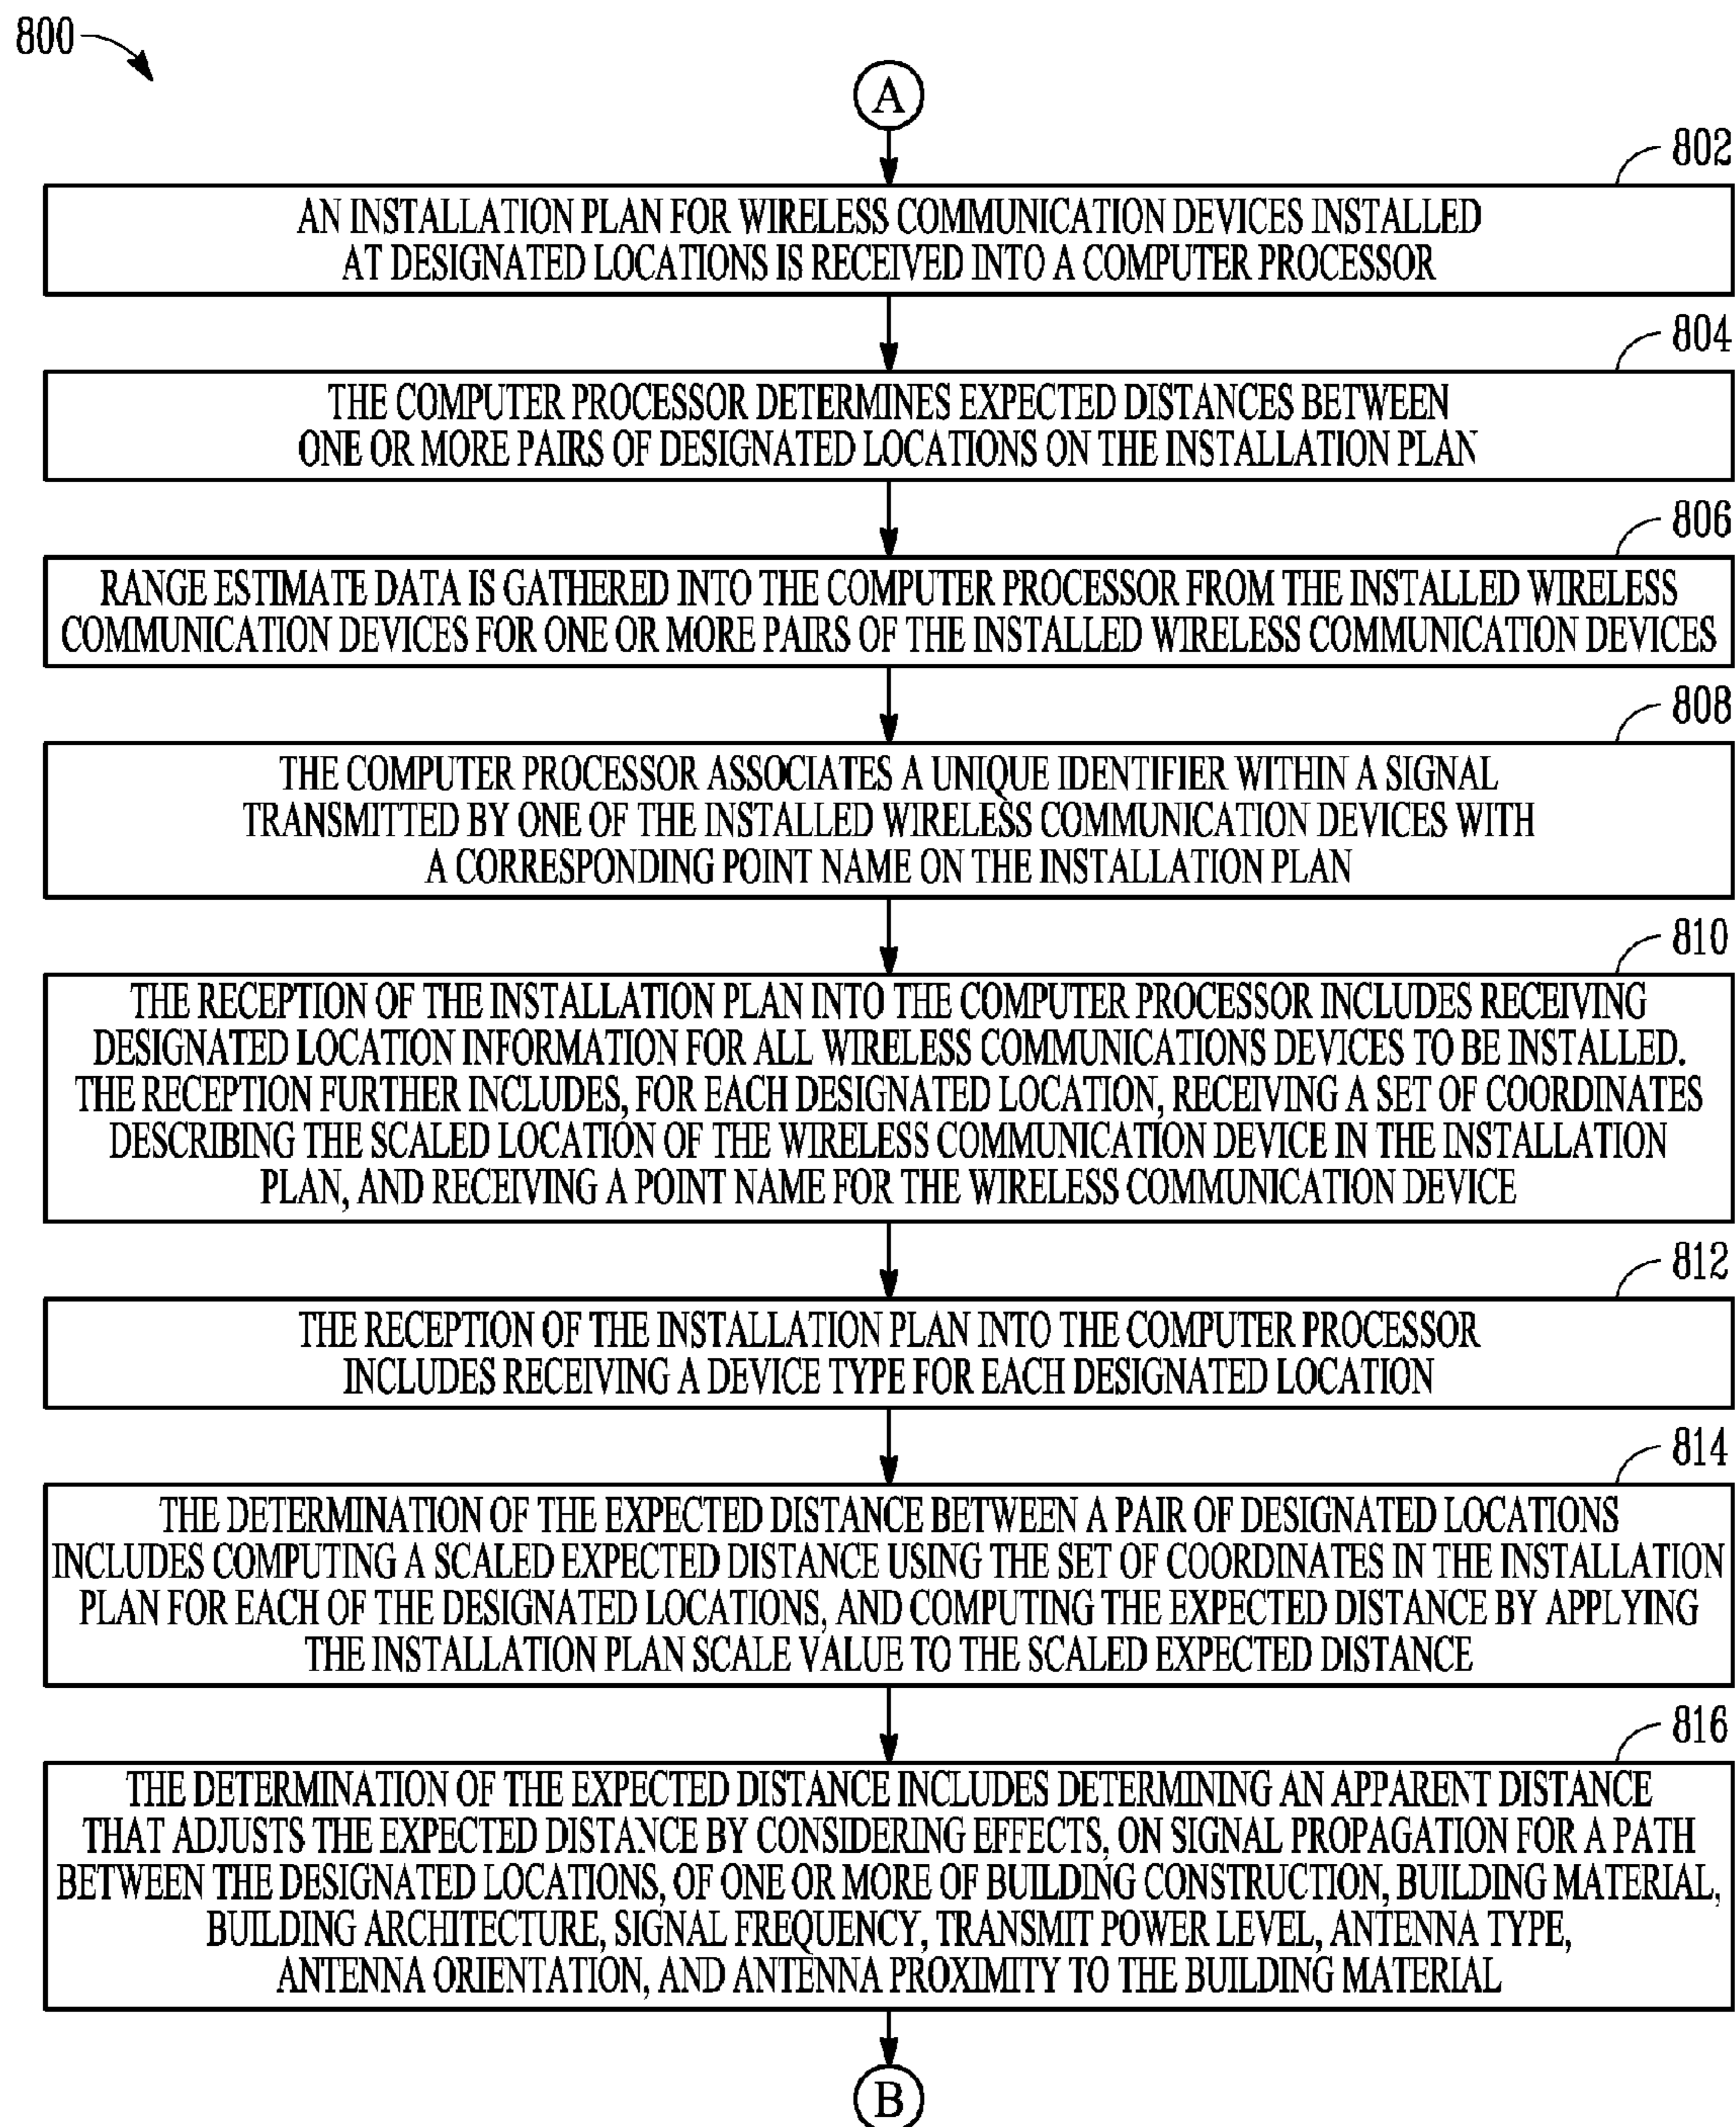 800
A
802
AN INSTALLATION PLAN FOR WIRELESS COMMUNICATION DEVICES INSTALLED
AT DESIGNATED LOCATIONS IS RECEIVED INTO A COMPUTER PROCESSOR
804
THE COMPUTER PROCESSOR DETERMINES EXPECTED DISTANCES BETWEEN
ONE OR MORE PAIRS OF DESIGNATED LOCATIONS ON THE INSTALLATION PLAN
806
RANGE ESTIMATE DATA IS GATHERED INTO THE COMPUTER PROCESSOR FROM THE INSTALLED WIRELESS
COMMUNICATION DEVICES FOR ONE OR MORE PAIRS OF THE INSTALLED WIRELESS COMMUNICATION DEVICES
808
THE COMPUTER PROCESSOR ASSOCIATES A UNIQUE IDENTIFIER WITHIN A SIGNAL
TRANSMITTED BY ONE OF THE INSTALLED WIRELESS COMMUNICATION DEVICES WITH
A CORRESPONDING POINT NAME ON THE INSTALLATION PLAN
810
THE RECEPTION OF THE INSTALLATION PLAN INTO THE COMPUTER PROCESSOR INCLUDES RECEIVING
DESIGNATED LOCATION INFORMATION FOR ALL WIRELESS COMMUNICATIONS DEVICES TO BE INSTALLED.
THE RECEPTION FURTHER INCLUDES, FOR EACH DESIGNATED LOCATION, RECEIVING A SET OF COORDINATES
DESCRIBING THE SCALED LOCATION OF THE WIRELESS COMMUNICATION DEVICE IN THE INSTALLATION
PLAN, AND RECEIVING A POINT NAME FOR THE WIRELESS COMMUNICATION DEVICE
812
THE RECEPTION OF THE INSTALLATION PLAN INTO THE COMPUTER PROCESSOR
INCLUDES RECEIVING A DEVICE TYPE FOR EACH DESIGNATED LOCATION
814
THE DETERMINATION OF THE EXPECTED DISTANCE BETWEEN A PAIR OF DESIGNATED LOCATIONS
INCLUDES COMPUTING A SCALED EXPECTED DISTANCE USING THE SET OF COORDINATES IN THE INSTALLATION
PLAN FOR EACH OF THE DESIGNATED LOCATIONS, AND COMPUTING THE EXPECTED DISTANCE BY APPLYING
THE INSTALLATION PLAN SCALE VALUE TO THE SCALED EXPECTED DISTANCE
816
THE DETERMINATION OF THE EXPECTED DISTANCE INCLUDES DETERMINING AN APPARENT DISTANCE
THAT ADJUSTS THE EXPECTED DISTANCE BY CONSIDERING EFFECTS, ON SIGNAL PROPAGATION FOR A PATH
BETWEEN THE DESIGNATED LOCATIONS, OF ONE OR MORE OF BUILDING CONSTRUCTION, BUILDING MATERIAL,
BUILDING ARCHITECTURE, SIGNAL FREQUENCY, TRANSMIT POWER LEVEL, ANTENNA TYPE,
ANTENNA ORIENTATION, AND ANTENNA PROXIMITY TO THE BUILDING MATERIAL
B